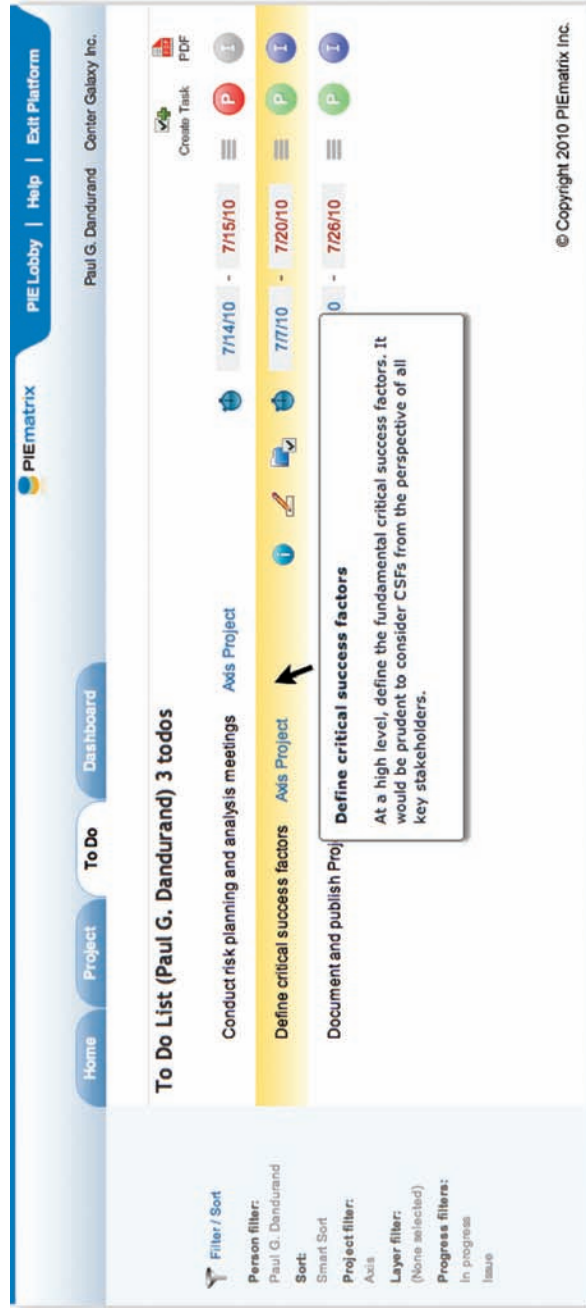 PIEmatrix
PIE Lobby | Help | Exit Platform
Home
Project
To Do
Dashboard
Paul G. Dandurand Center Galaxy Inc.
Filter / Sort
Person filter:
Paul G. Dandurand
Sort:
Smart Sort
Project filter:
Axis
Layer filter:
(None selected)
Progress filters:
In progress
Issue
To Do List (Paul G. Dandurand) 3 todos
Create Task
PDF
Conduct risk planning and analysis meetings Axis Project 7/14/10 - 7/15/10 P I
Define critical success factors Axis Project i 7/7/10 - 7/20/10 P I
Document and publish Proj 0 - 7/26/10 P I
Define critical success factors
At a high level, define the fundamental critical success factors. It
would be prudent to consider CSFs from the perspective of all
key stakeholders.
© Copyright 2010 PIEmatrix Inc.